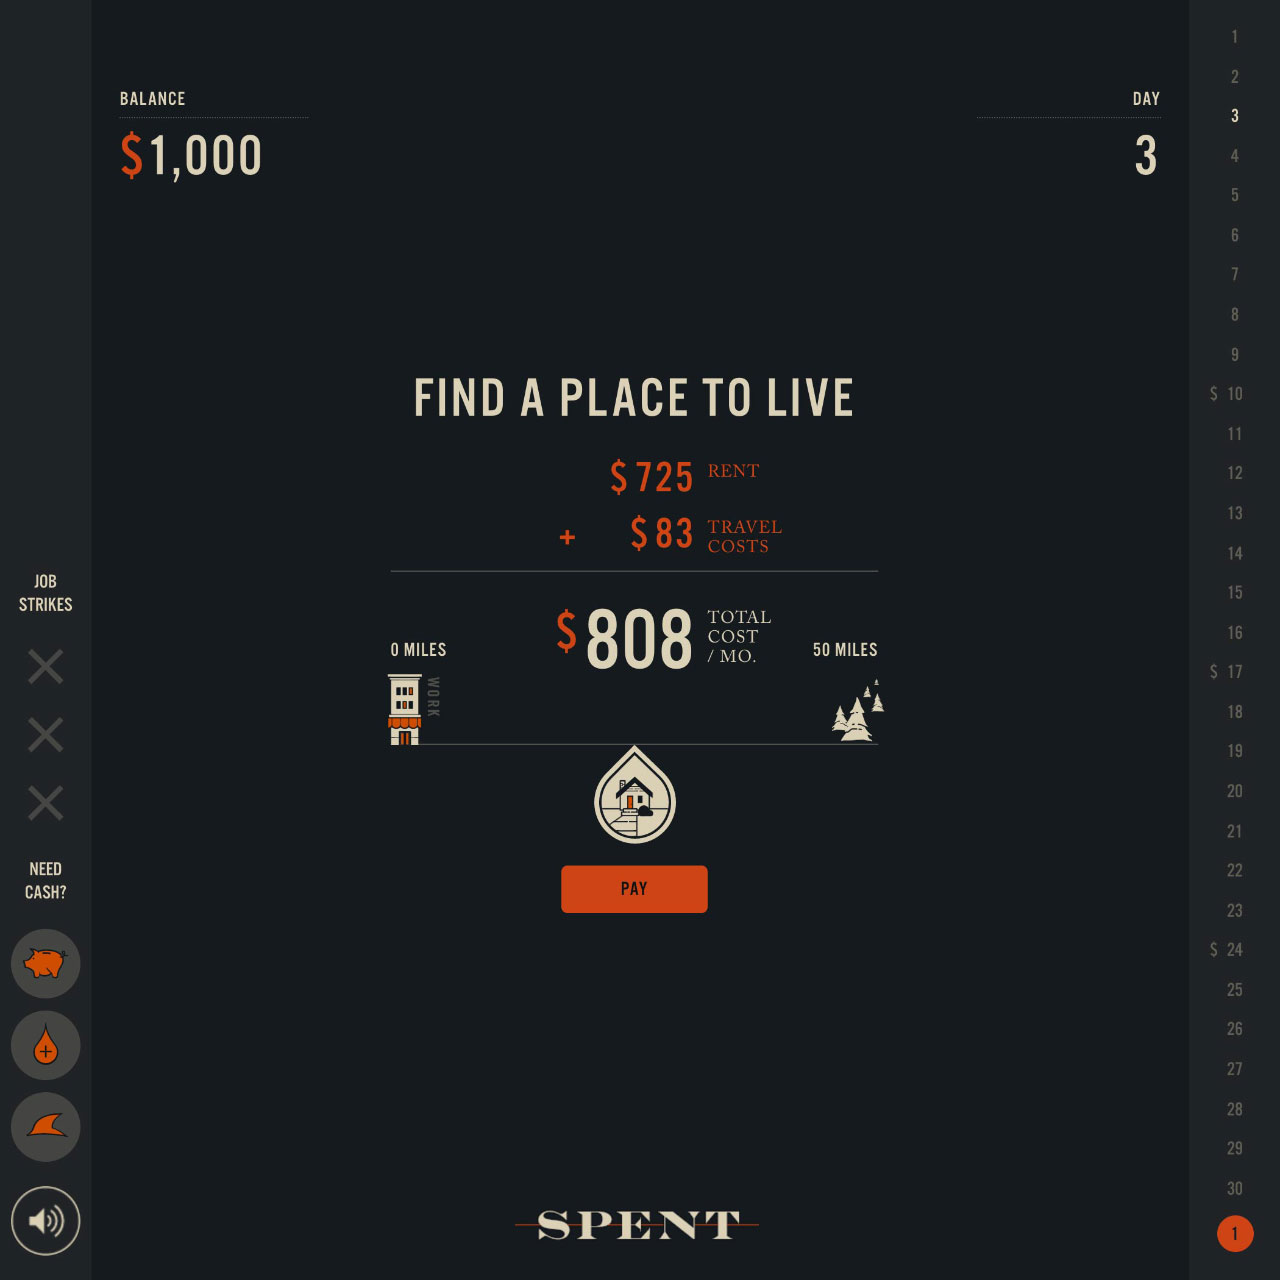 BALANCE
$1,000
DAY
3
FIND A PLACE TO LIVE
$725 RENT
+ $83 TRAVEL
COSTS
$808 TOTAL
COST
/ MO.
0 MILES
50 MILES
WORK
PAY
JOB
STRIKES
NEED
CASH?
SPENT
1
2
3
4
5
6
7
8
9
$ 10
11
12
13
14
15
16
$ 17
18
19
20
21
22
23
$ 24
25
26
27
28
29
30
1